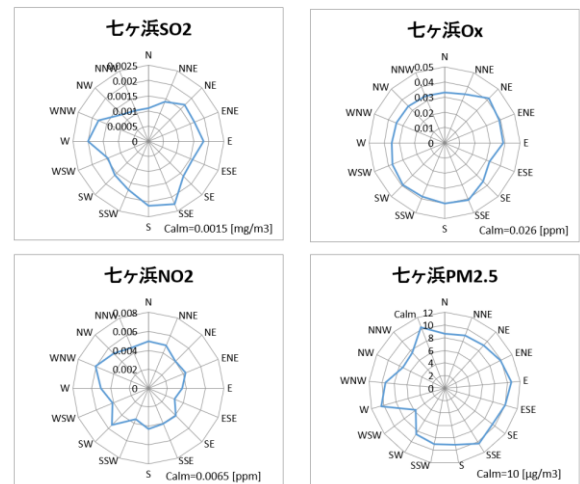 七ヶ浜SO2
N
NNE
NE
ENE
E
ESE
SE
SSE
S
SSW
SW
WSW
W
WNW
NW
NNW
0.0025
0.002
0.0015
0.001
0.0005
0
Calm=0.0015 [mg/m3]
七ヶ浜Ox
N
NNE
NE
ENE
E
ESE
SE
SSE
S
SSW
SW
WSW
W
WNW
NW
NNW
0.05
0.04
0.03
0.02
0.01
0
Calm=0.026 [ppm]
七ヶ浜NO2
N
NNE
NE
ENE
E
ESE
SE
SSE
S
SSW
SW
WSW
W
WNW
NW
NNW
0.008
0.006
0.004
0.002
0
Calm=0.0065 [ppm]
七ヶ浜PM2.5
N
NNE
NE
ENE
E
ESE
SE
SSE
S
SSW
SW
WSW
W
WNW
NW
NNW
Calm
12
10
8
6
4
2
0
Calm=10 [µg/m3]